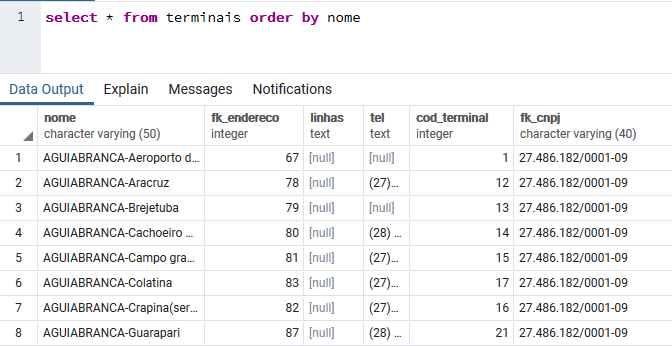 1 select * from terminais order by nome
Data Output Explain Messages Notifications
nome fk_endereco linhas tel cod_terminal fk_cnpj
character varying (50) integer text text integer character varying (40)
1 AGUIABRANCA-Aeroporto d... 67 [null] [null] 1 27.486.182/0001-09
2 AGUIABRANCA-Aracruz 78 [null] (27)... 12 27.486.182/0001-09
3 AGUIABRANCA-Brejetuba 79 [null] [null] 13 27.486.182/0001-09
4 AGUIABRANCA-Cachoeiro ... 80 [null] (28) ... 14 27.486.182/0001-09
5 AGUIABRANCA-Campo gra... 81 [null] (27)... 15 27.486.182/0001-09
6 AGUIABRANCA-Colatina 83 [null] (27)... 17 27.486.182/0001-09
7 AGUIABRANCA-Crapina(ser... 82 [null] (27)... 16 27.486.182/0001-09
8 AGUIABRANCA-Guarapari 87 [null] (28) ... 21 27.486.182/0001-09